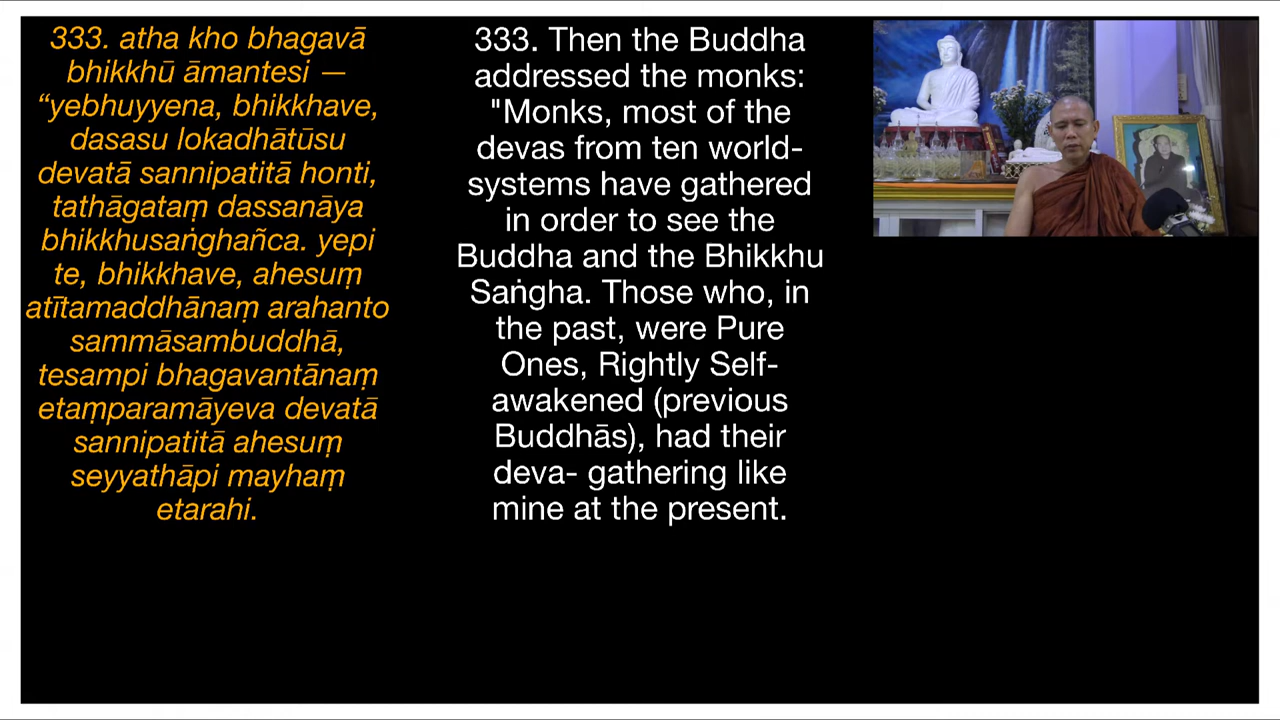 333. atha kho bhagavā
bhikkhū āmantesi —
“yebhuyyena, bhikkhave,
dasasu lokadhātūsu
devatā sannipatitā honti,
tathāgataṃ dassanāya
bhikkhusaṅghañca. yepi
te, bhikkhave, ahesuṃ
atītamaddhānaṃ arahanto
sammāsambuddhā,
tesampi bhagavantānaṃ
etaṃparamāyeva devatā
sannipatitā ahesuṃ
seyyathāpi mayhaṃ
etarahi.
333. Then the Buddha
addressed the monks:
"Monks, most of the
devas from ten world-
systems have gathered
in order to see the
Buddha and the Bhikkhu
Saṅgha. Those who, in
the past, were Pure
Ones, Rightly Self-
awakened (previous
Buddhās), had their
deva- gathering like
mine at the present.